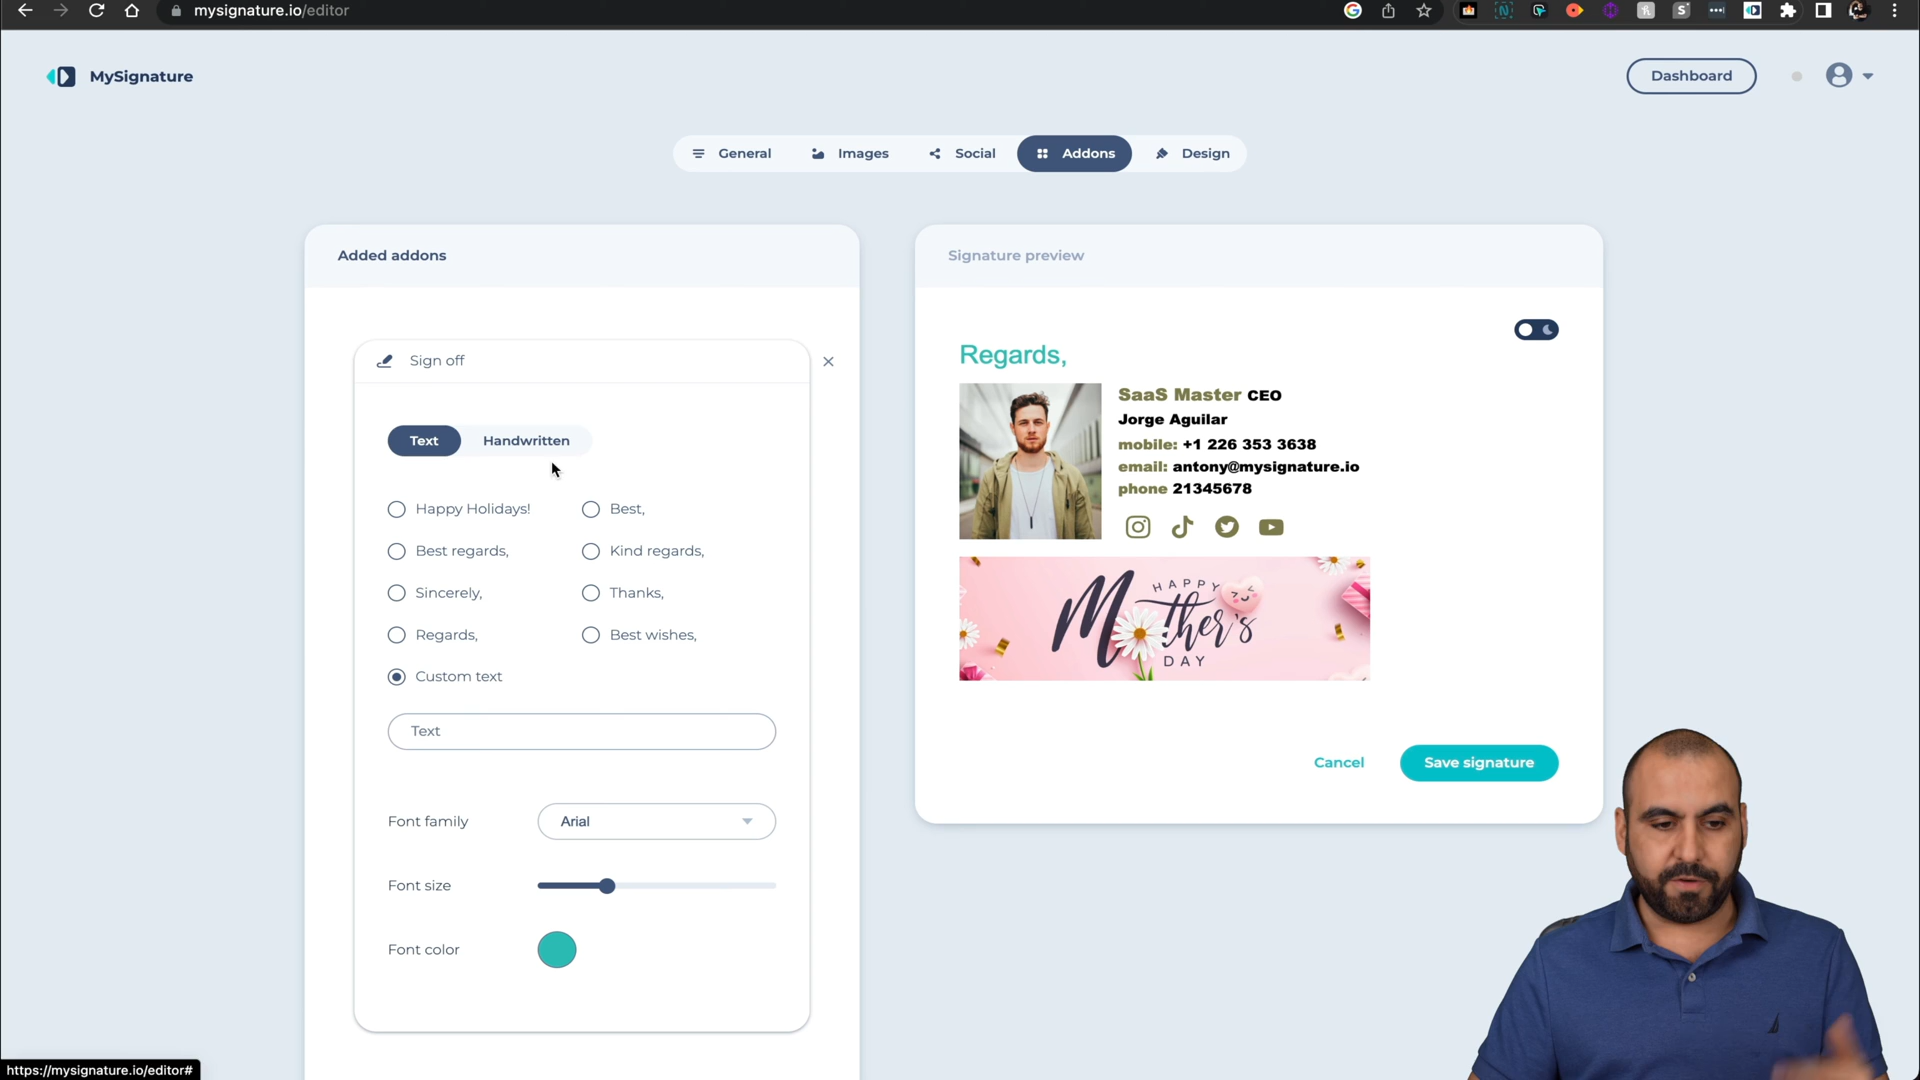 mysignature.io/editor
MySignature
Dashboard
General
Images
Social
Addons
Design
Added addons
Sign off
Text
Handwritten
Happy Holidays!
Best,
Best regards,
Kind regards,
Sincerely,
Thanks,
Regards,
Best wishes,
Custom text
Text
Font family
Arial
Font size
Font color
Signature preview
Regards,
SaaS Master CEO
Jorge Aguilar
mobile: +1 226 353 3638
email: antony@mysignature.io
phone 21345678
HAPPY
Mother's
DAY
Cancel
Save signature
https://mysignature.io/editor#